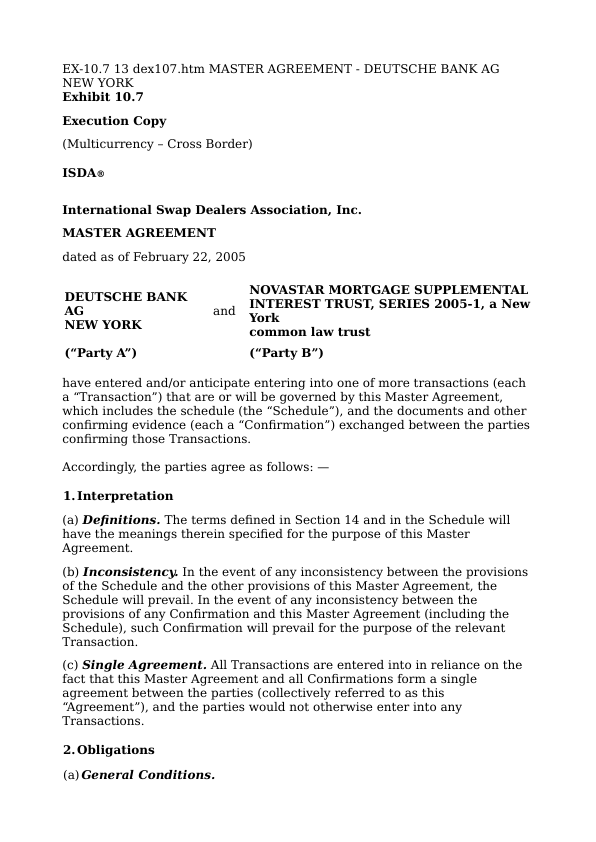 EX-10.7 13 dex107.htm MASTER AGREEMENT - DEUTSCHE BANK AG
NEW YORK
Exhibit 10.7
Execution Copy
(Multicurrency – Cross Border)
ISDA®
International Swap Dealers Association, Inc.
MASTER AGREEMENT
dated as of February 22, 2005
DEUTSCHE BANK
AG
NEW YORK
and
NOVASTAR MORTGAGE SUPPLEMENTAL
INTEREST TRUST, SERIES 2005-1, a New
York
common law trust
(“Party A”)
(“Party B”)
have entered and/or anticipate entering into one of more transactions (each
a “Transaction”) that are or will be governed by this Master Agreement,
which includes the schedule (the “Schedule”), and the documents and other
confirming evidence (each a “Confirmation”) exchanged between the parties
confirming those Transactions.
Accordingly, the parties agree as follows: —
1. Interpretation
(a) Definitions. The terms defined in Section 14 and in the Schedule will
have the meanings therein specified for the purpose of this Master
Agreement.
(b) Inconsistency. In the event of any inconsistency between the provisions
of the Schedule and the other provisions of this Master Agreement, the
Schedule will prevail. In the event of any inconsistency between the
provisions of any Confirmation and this Master Agreement (including the
Schedule), such Confirmation will prevail for the purpose of the relevant
Transaction.
(c) Single Agreement. All Transactions are entered into in reliance on the
fact that this Master Agreement and all Confirmations form a single
agreement between the parties (collectively referred to as this
“Agreement”), and the parties would not otherwise enter into any
Transactions.
2. Obligations
(a) General Conditions.